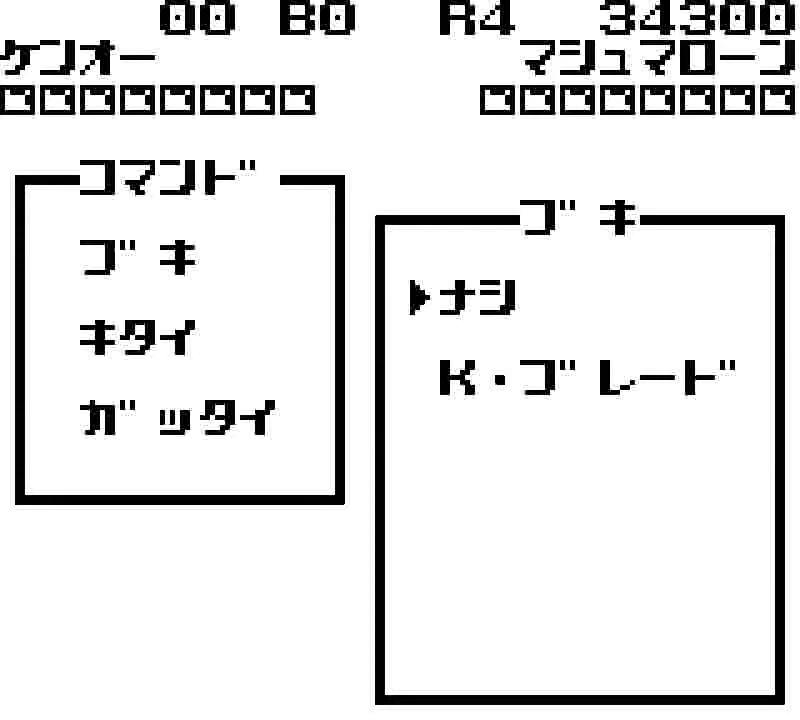 00 B0 R4 34300
ケンオー マシュマローン
コマンド
ブキ
キタイ
ガッタイ
ブキ
ナシ
K・ブレード